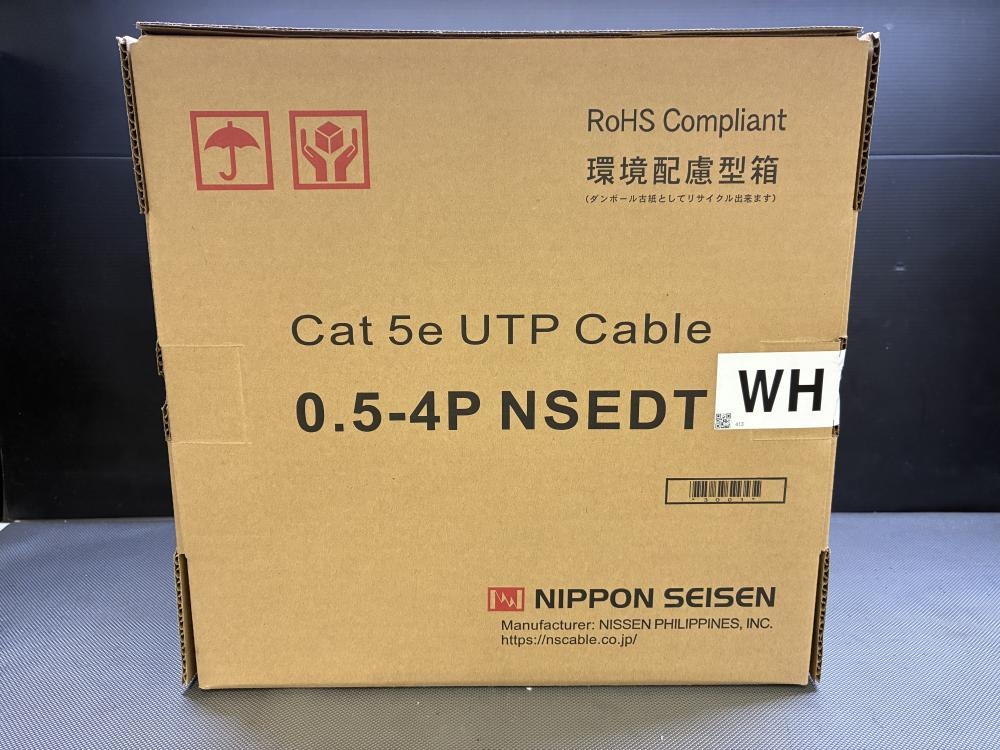 RoHS Compliant
環境配慮型箱
(ダンボール古紙としてリサイクル出来ます)
Cat 5e UTP Cable
0.5-4P NSEDT
WH
413
*3001*
NIPPON SEISEN
Manufacturer: NISSEN PHILIPPINES, INC.
https://nscable.co.jp/